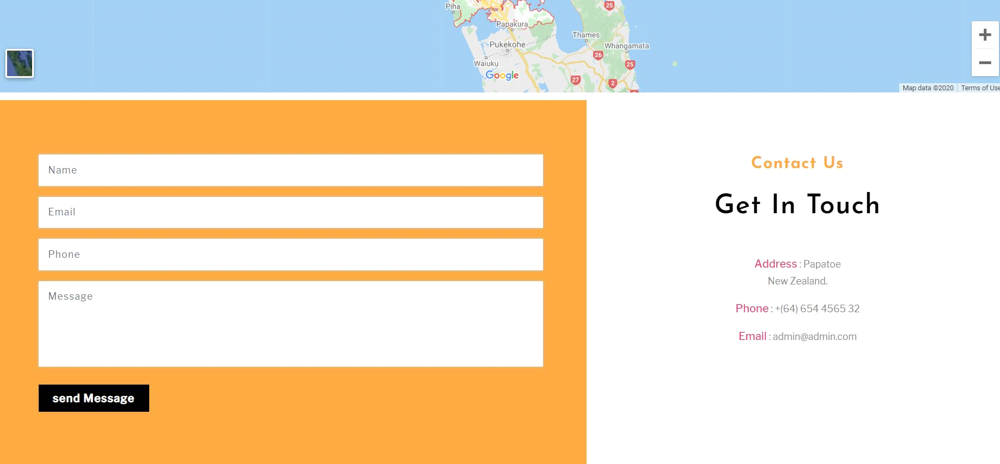 Piha
25
Papakura
Thames
Pukekohe
Whangamata
26
Waiuku
25
Google
27
2
Map data ©2020
Terms of Use
Name
Email
Phone
Message
send Message
Contact Us
Get In Touch
Address : Papatoe
New Zealand.
Phone : +(64) 654 4565 32
Email : admin@admin.com